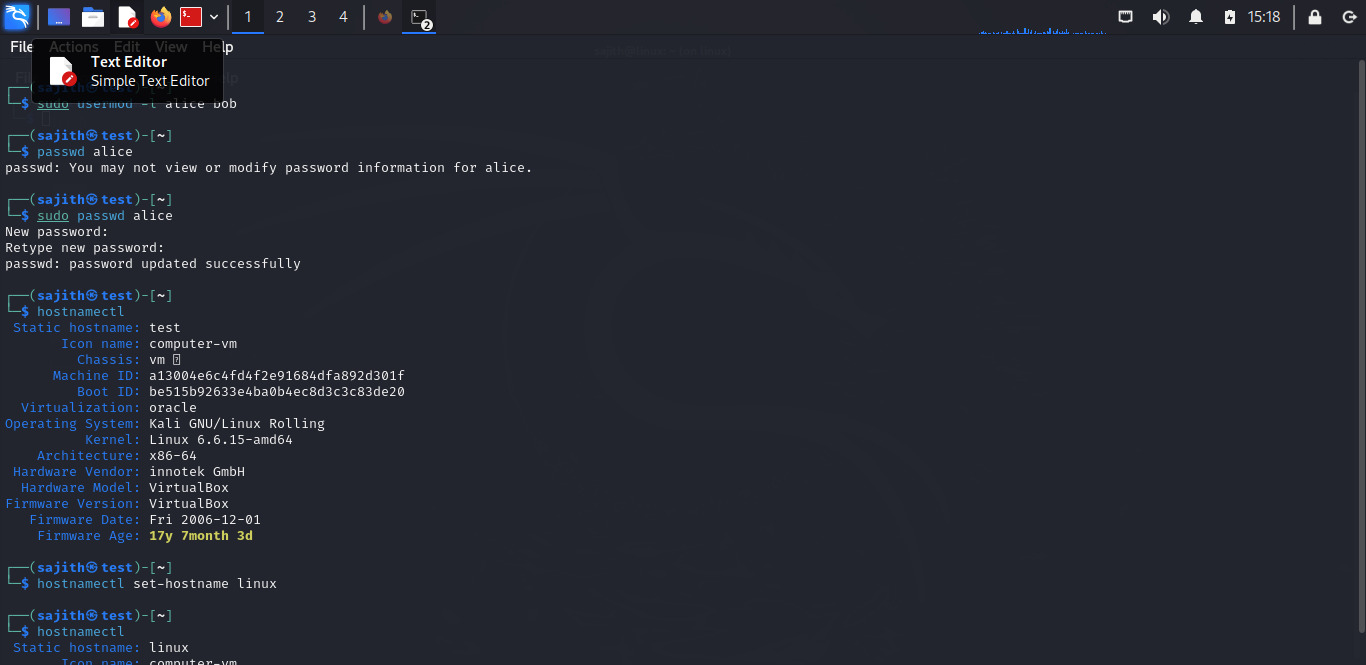 1 2 3 4 2 15:18
File Actions Edit View Help
Text Editor
Simple Text Editor
└─$ sudo usermod -l alice bob
┌──(sajith㉿test)-[~]
└─$ passwd alice
passwd: You may not view or modify password information for alice.
┌──(sajith㉿test)-[~]
└─$ sudo passwd alice
New password:
Retype new password:
passwd: password updated successfully
┌──(sajith㉿test)-[~]
└─$ hostnamectl
Static hostname: test
Icon name: computer-vm
Chassis: vm
Machine ID: a13004e6c4fd4f2e91684dfa892d301f
Boot ID: be515b92633e4ba0b4ec8d3c3c83de20
Virtualization: oracle
Operating System: Kali GNU/Linux Rolling
Kernel: Linux 6.6.15-amd64
Architecture: x86-64
Hardware Vendor: innotek GmbH
Hardware Model: VirtualBox
Firmware Version: VirtualBox
Firmware Date: Fri 2006-12-01
Firmware Age: 17y 7month 3d
┌──(sajith㉿test)-[~]
└─$ hostnamectl set-hostname linux
┌──(sajith㉿test)-[~]
└─$ hostnamectl
Static hostname: linux
Icon name: computer-vm